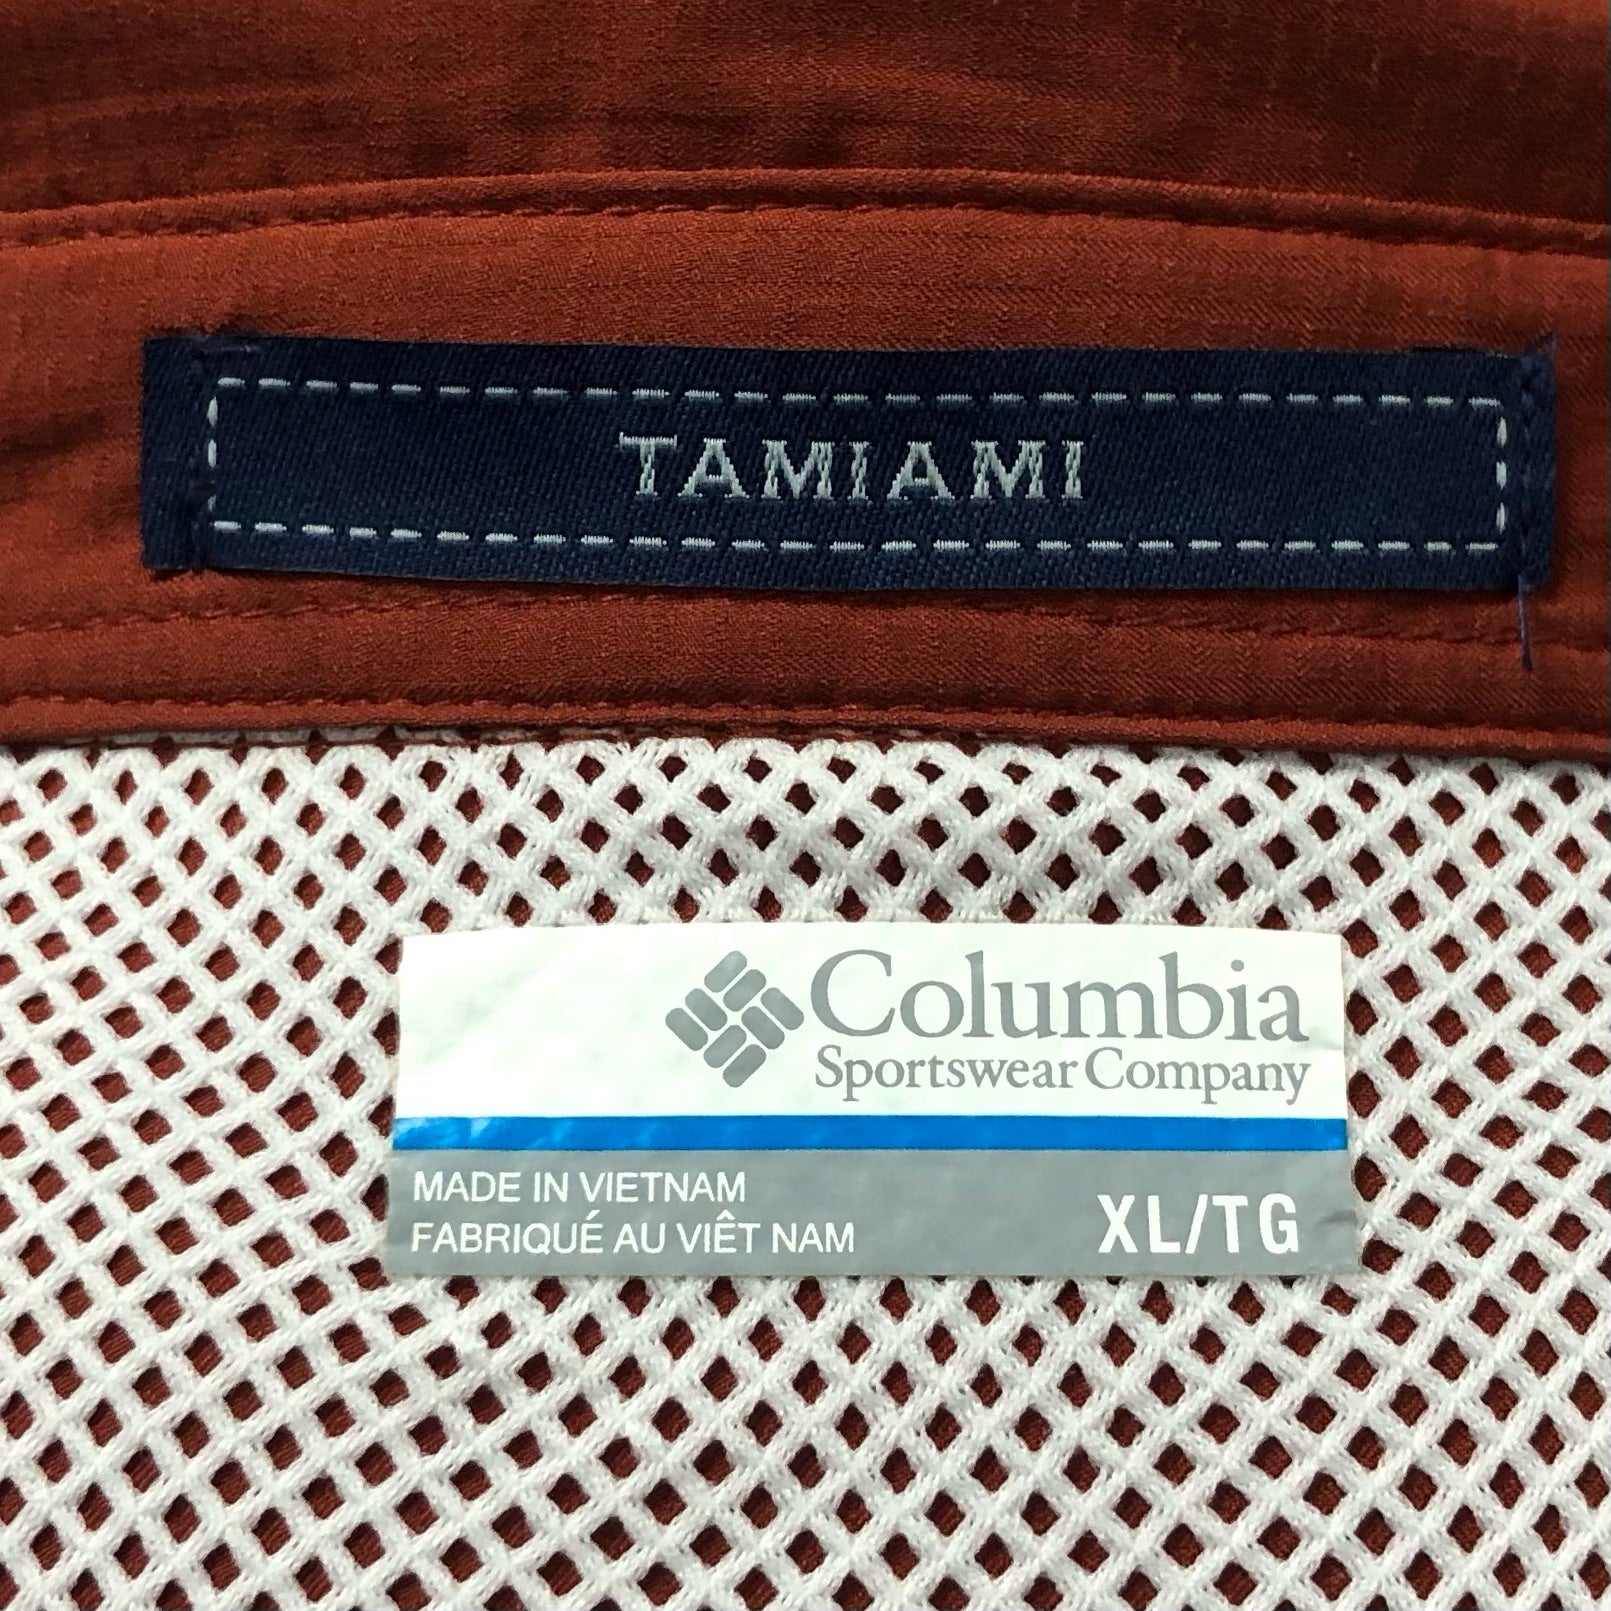 TAMIAMI
Columbia
Sportswear Company
MADE IN VIETNAM
FABRIQUÉ AU VIÊT NAM
XL/TG